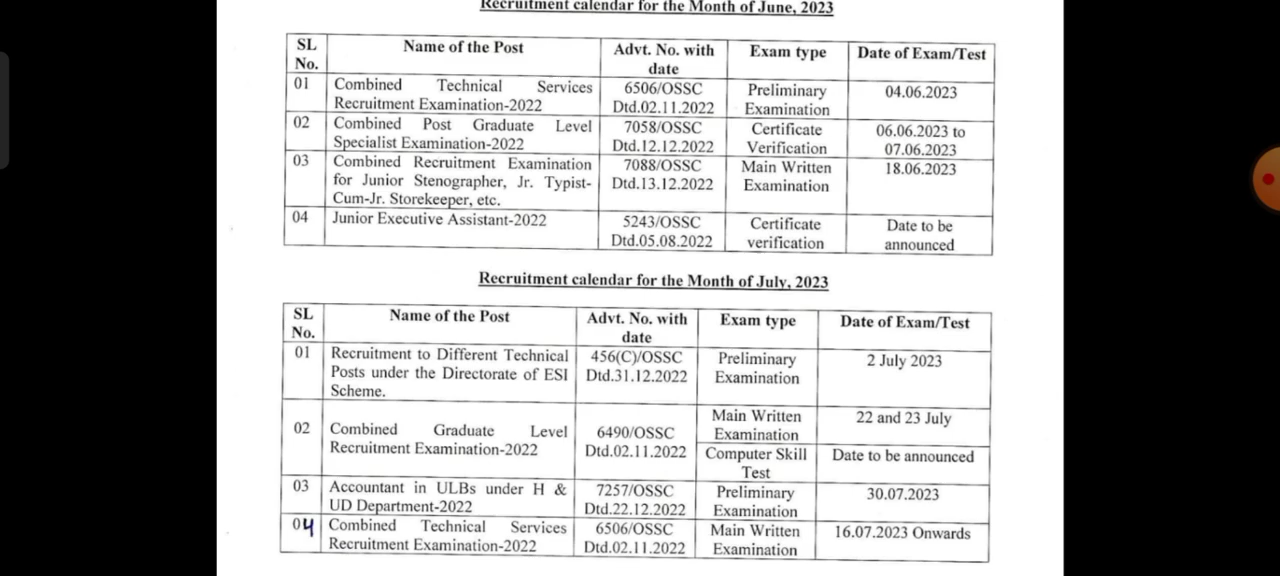 Recruitment calendar for the Month of June, 2023
SL No. Name of the Post Advt. No. with date Exam type Date of Exam/Test
01 Combined Technical Services Recruitment Examination-2022 6506/OSSC Dtd.02.11.2022 Preliminary Examination 04.06.2023
02 Combined Post Graduate Level Specialist Examination-2022 7058/OSSC Dtd.12.12.2022 Certificate Verification 06.06.2023 to 07.06.2023
03 Combined Recruitment Examination for Junior Stenographer, Jr. Typist-Cum-Jr. Storekeeper, etc. 7088/OSSC Dtd.13.12.2022 Main Written Examination 18.06.2023
04 Junior Executive Assistant-2022 5243/OSSC Dtd.05.08.2022 Certificate verification Date to be announced
Recruitment calendar for the Month of July, 2023
SL No. Name of the Post Advt. No. with date Exam type Date of Exam/Test
01 Recruitment to Different Technical Posts under the Directorate of ESI Scheme. 456(C)/OSSC Dtd.31.12.2022 Preliminary Examination 2 July 2023
02 Combined Graduate Level Recruitment Examination-2022 6490/OSSC Dtd.02.11.2022 Main Written Examination 22 and 23 July
Computer Skill Test Date to be announced
03 Accountant in ULBs under H & UD Department-2022 7257/OSSC Dtd.22.12.2022 Preliminary Examination 30.07.2023
04 Combined Technical Services Recruitment Examination-2022 6506/OSSC Dtd.02.11.2022 Main Written Examination 16.07.2023 Onwards